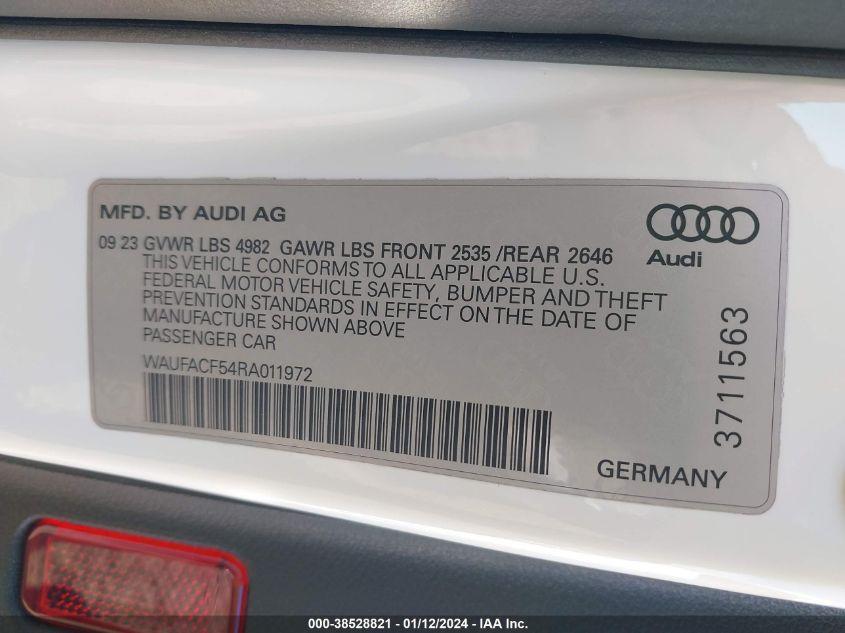 MFD. BY AUDI AG
Audi
09 23 GVWR LBS 4982 GAWR LBS FRONT 2535 /REAR 2646
THIS VEHICLE CONFORMS TO ALL APPLICABLE U.S.
FEDERAL MOTOR VEHICLE SAFETY, BUMPER AND THEFT
PREVENTION STANDARDS IN EFFECT ON THE DATE OF
MANUFACTURE SHOWN ABOVE
PASSENGER CAR
WAUFACF54RA011972
3711563
GERMANY
000-38528821 - 01/12/2024 - IAA Inc.